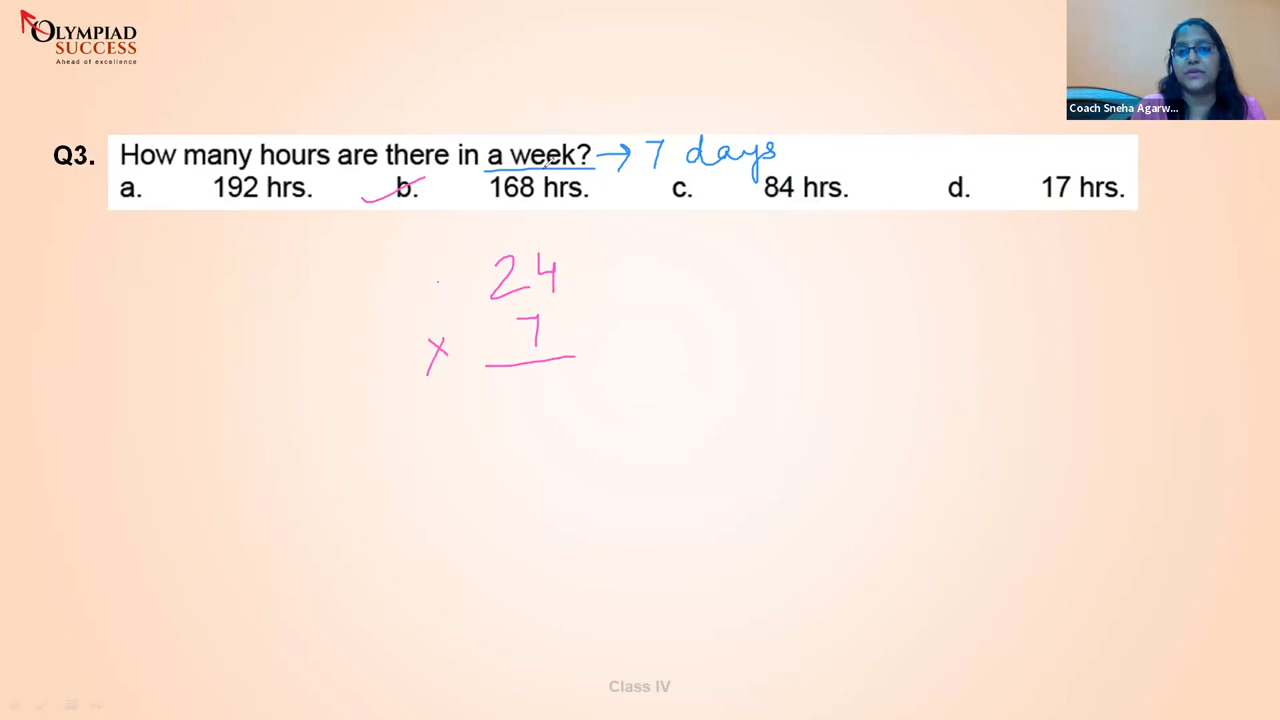 OLYMPIAD
SUCCESS
Ahead of excellence
Coach Sneha Agarw...
Q3. How many hours are there in a week? → 7 days
a. 192 hrs. b. 168 hrs. c. 84 hrs. d. 17 hrs.
24
7
×
Class IV